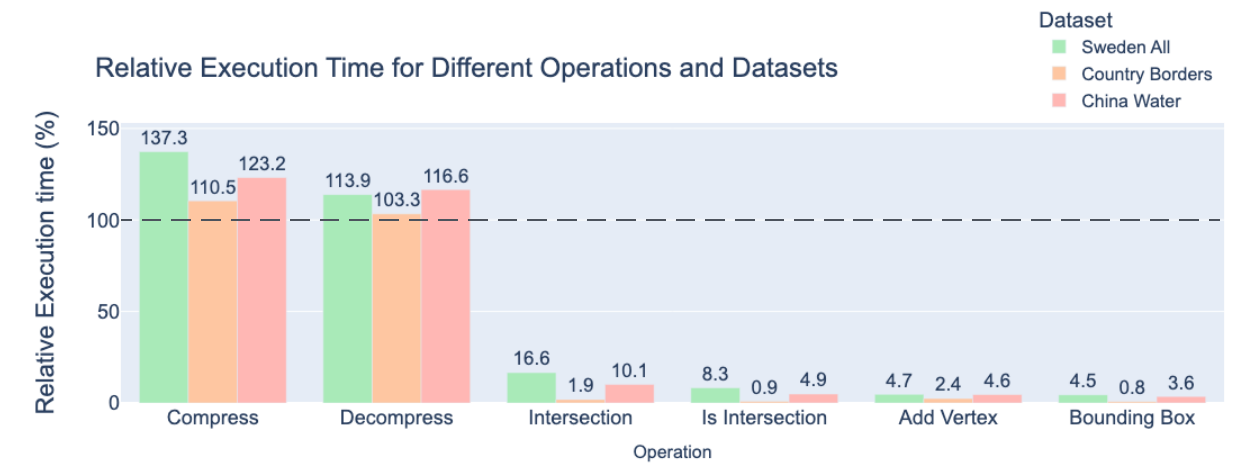 Dataset
Sweden All
Country Borders
China Water
Relative Execution Time for Different Operations and Datasets
Relative Execution time (%)
150
100
50
0
137.3
110.5
123.2
113.9
103.3
116.6
16.6
1.9
10.1
8.3
0.9
4.9
4.7
2.4
4.6
4.5
0.8
3.6
Compress
Decompress
Intersection
Is Intersection
Add Vertex
Bounding Box
Operation